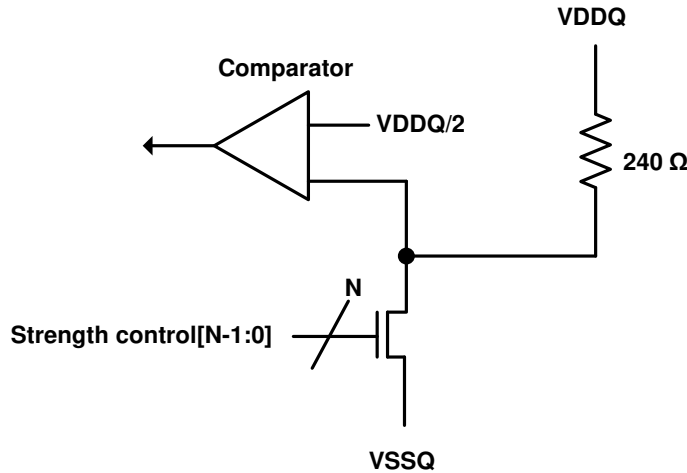 VDDQ
Comparator
VDDQ/2
240 Ω
N
Strength control[N-1:0]
VSSQ